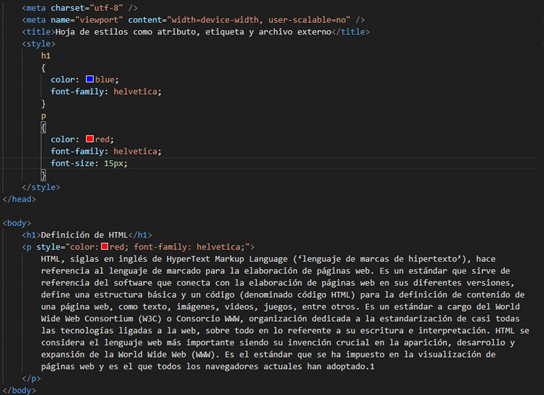 <meta charset="utf-8" />
<meta name="viewport" content="width=device-width, user-scalable=no" />
<title>Hoja de estilos como atributo, etiqueta y archivo externo</title>
<style>
h1
{
color: blue;
font-family: helvetica;
}
p
{
color: red;
font-family: helvetica;
font-size: 15px;
}
</style>
</head>
<body>
<h1>Definición de HTML</h1>
<p style="color: red; font-family: helvetica;">
HTML, siglas en inglés de HyperText Markup Language (‘lenguaje de marcas de hipertexto’), hace
referencia al lenguaje de marcado para la elaboración de páginas web. Es un estándar que sirve de
referencia del software que conecta con la elaboración de páginas web en sus diferentes versiones,
define una estructura básica y un código (denominado código HTML) para la definición de contenido de
una página web, como texto, imágenes, videos, juegos, entre otros. Es un estándar a cargo del World
Wide Web Consortium (W3C) o Consorcio WWW, organización dedicada a la estandarización de casi todas
las tecnologías ligadas a la web, sobre todo en lo referente a su escritura e interpretación. HTML se
considera el lenguaje web más importante siendo su invención crucial en la aparición, desarrollo y
expansión de la World Wide Web (WWW). Es el estándar que se ha impuesto en la visualización de
páginas web y es el que todos los navegadores actuales han adoptado.1
</p>
</body>